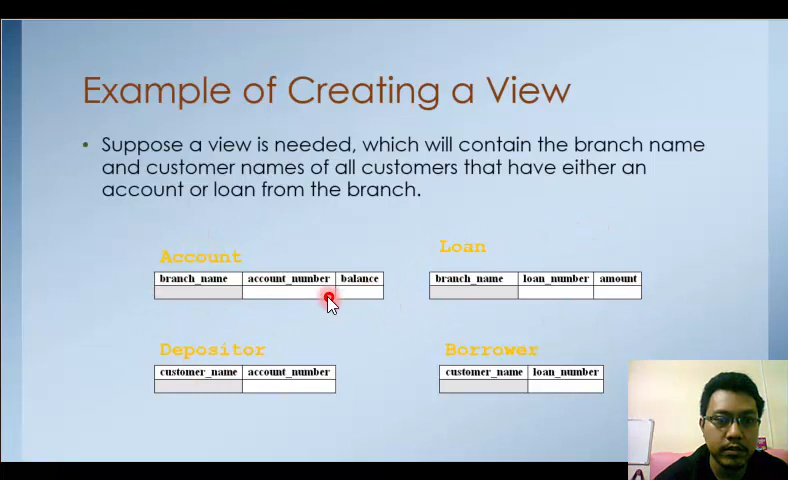 Example of Creating a View
• Suppose a view is needed, which will contain the branch name
and customer names of all customers that have either an
account or loan from the branch.
Account
branch_name account_number balance
Loan
branch_name loan_number amount
Depositor
customer_name account_number
Borrower
customer_name loan_number